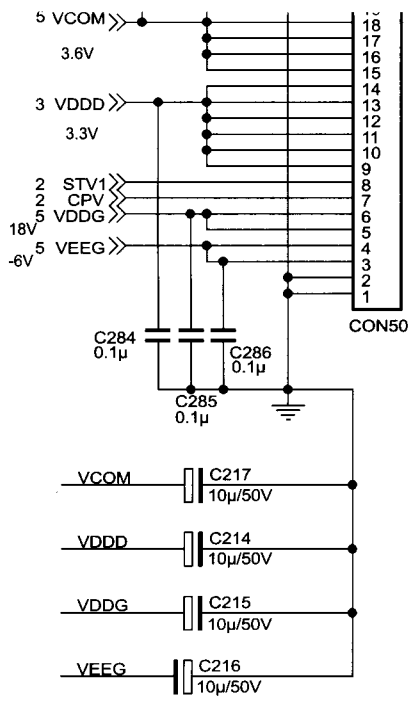 5 VCOM
18
17
3.6V
16
15
14
3 VDDD
13
12
3.3V
11
10
9
2 STV1
8
2 CPV
7
5 VDDG
6
18V
5
5 VEEG
4
-6V
3
2
1
CON50
C284
0.1µ
C286
0.1µ
C285
0.1µ
VCOM
C217
10µ/50V
VDDD
C214
10µ/50V
VDDG
C215
10µ/50V
VEEG
C216
10µ/50V